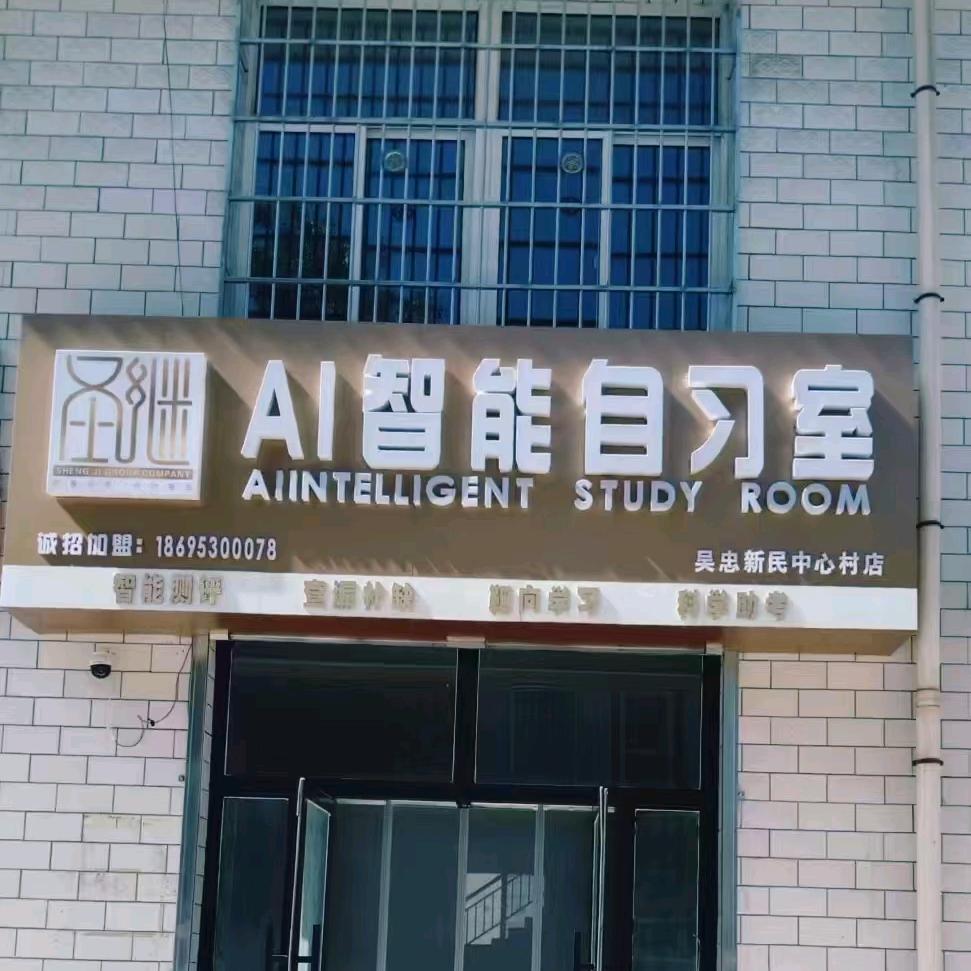 圣继
SHENG JI GROUP COMPANY
AI智能自习室
AIINTELLIGENT STUDY ROOM
诚招加盟：18695300078
吴忠新民中心村店
智能测评 查漏补缺 靶向学习 科学助考